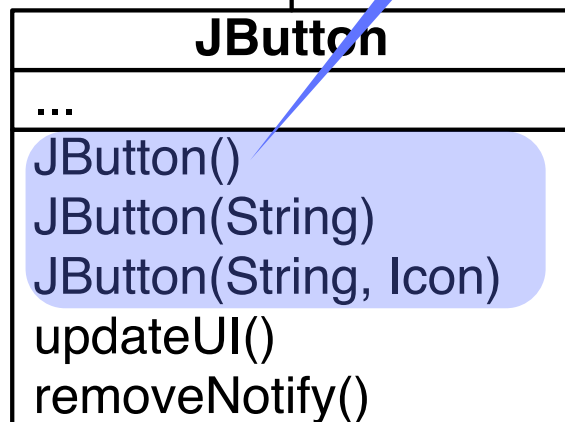 JButton
...
JButton()
JButton(String)
JButton(String, Icon)
updateUI()
removeNotify()